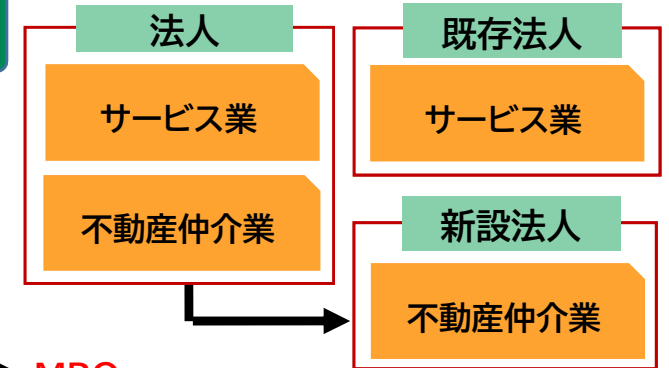 法人
サービス業
不動産仲介業
既存法人
サービス業
新設法人
不動産仲介業